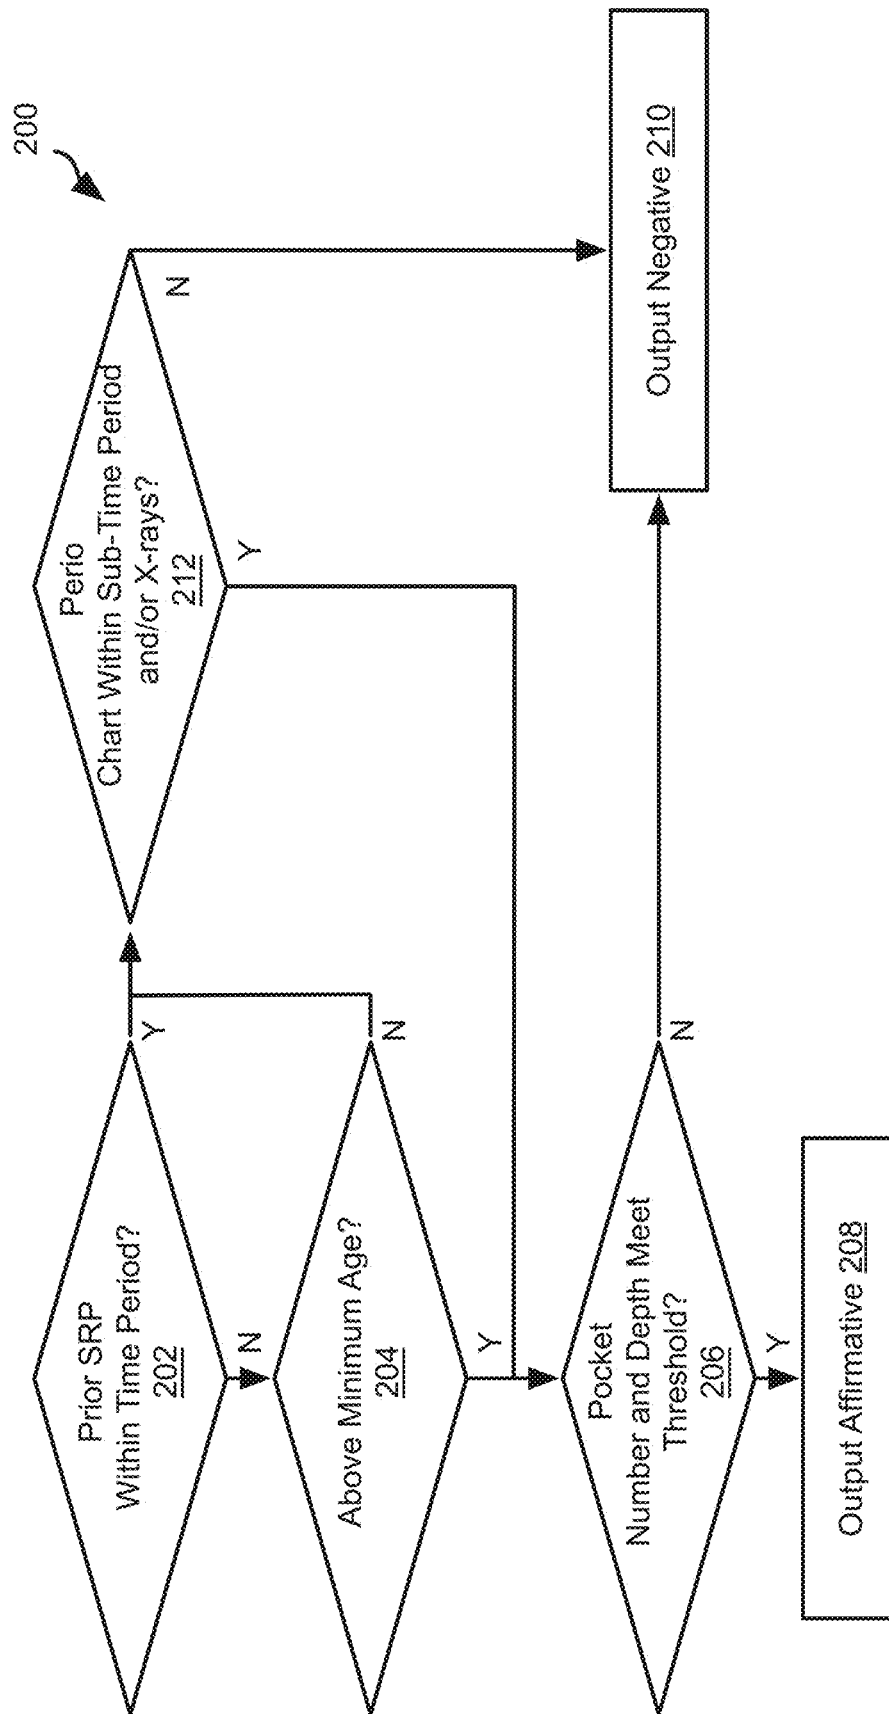 200
Prior SRP
Within Time Period?
202
Y
N
Perio
Chart Within Sub-Time Period
and/or X-rays?
212
N
Y
Above Minimum Age?
204
N
Y
Pocket
Number and Depth Meet
Threshold?
206
N
Y
Output Negative 210
Output Affirmative 208